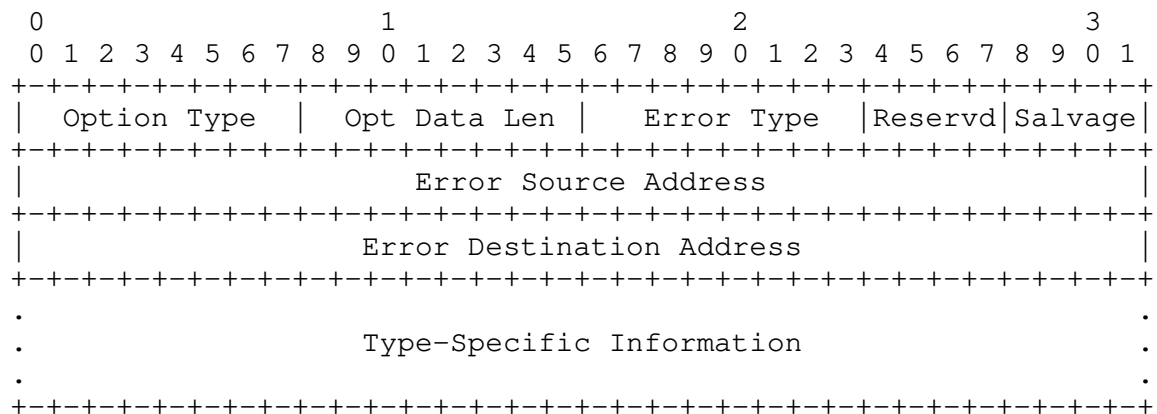 0                   1                   2                   3
 0 1 2 3 4 5 6 7 8 9 0 1 2 3 4 5 6 7 8 9 0 1 2 3 4 5 6 7 8 9 0 1
+-+-+-+-+-+-+-+-+-+-+-+-+-+-+-+-+-+-+-+-+-+-+-+-+-+-+-+-+-+-+-+-+
|  Option Type  |  Opt Data Len |   Error Type  |Reservd|Salvage|
+-+-+-+-+-+-+-+-+-+-+-+-+-+-+-+-+-+-+-+-+-+-+-+-+-+-+-+-+-+-+-+-+
|                      Error Source Address                     |
+-+-+-+-+-+-+-+-+-+-+-+-+-+-+-+-+-+-+-+-+-+-+-+-+-+-+-+-+-+-+-+-+
|                   Error Destination Address                   |
+-+-+-+-+-+-+-+-+-+-+-+-+-+-+-+-+-+-+-+-+-+-+-+-+-+-+-+-+-+-+-+-+
.                                                               .
.                   Type-Specific Information                   .
.                                                               .
+-+-+-+-+-+-+-+-+-+-+-+-+-+-+-+-+-+-+-+-+-+-+-+-+-+-+-+-+-+-+-+-+